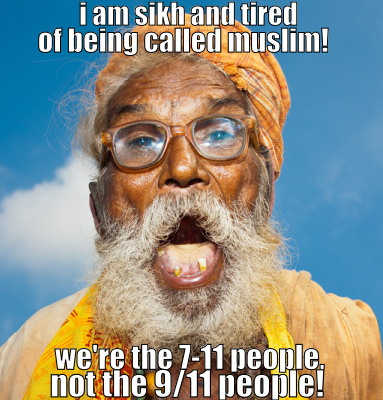 i am sikh and tired
of being called muslim!
we're the 7-11 people,
not the 9/11 people!